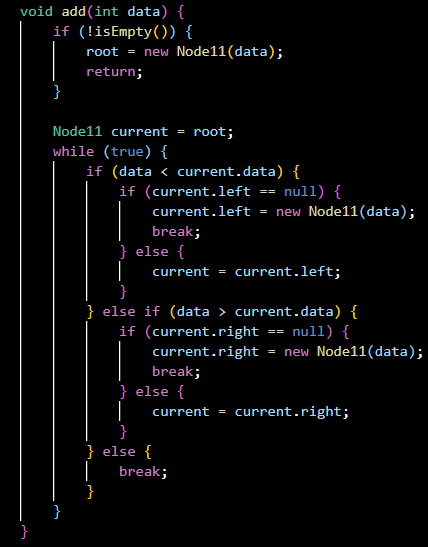 void add(int data) {
    if (!isEmpty()) {
        root = new Node11(data);
        return;
    }

    Node11 current = root;
    while (true) {
        if (data < current.data) {
            if (current.left == null) {
                current.left = new Node11(data);
                break;
            } else {
                current = current.left;
            }
        } else if (data > current.data) {
            if (current.right == null) {
                current.right = new Node11(data);
                break;
            } else {
                current = current.right;
            }
        } else {
            break;
        }
    }
}